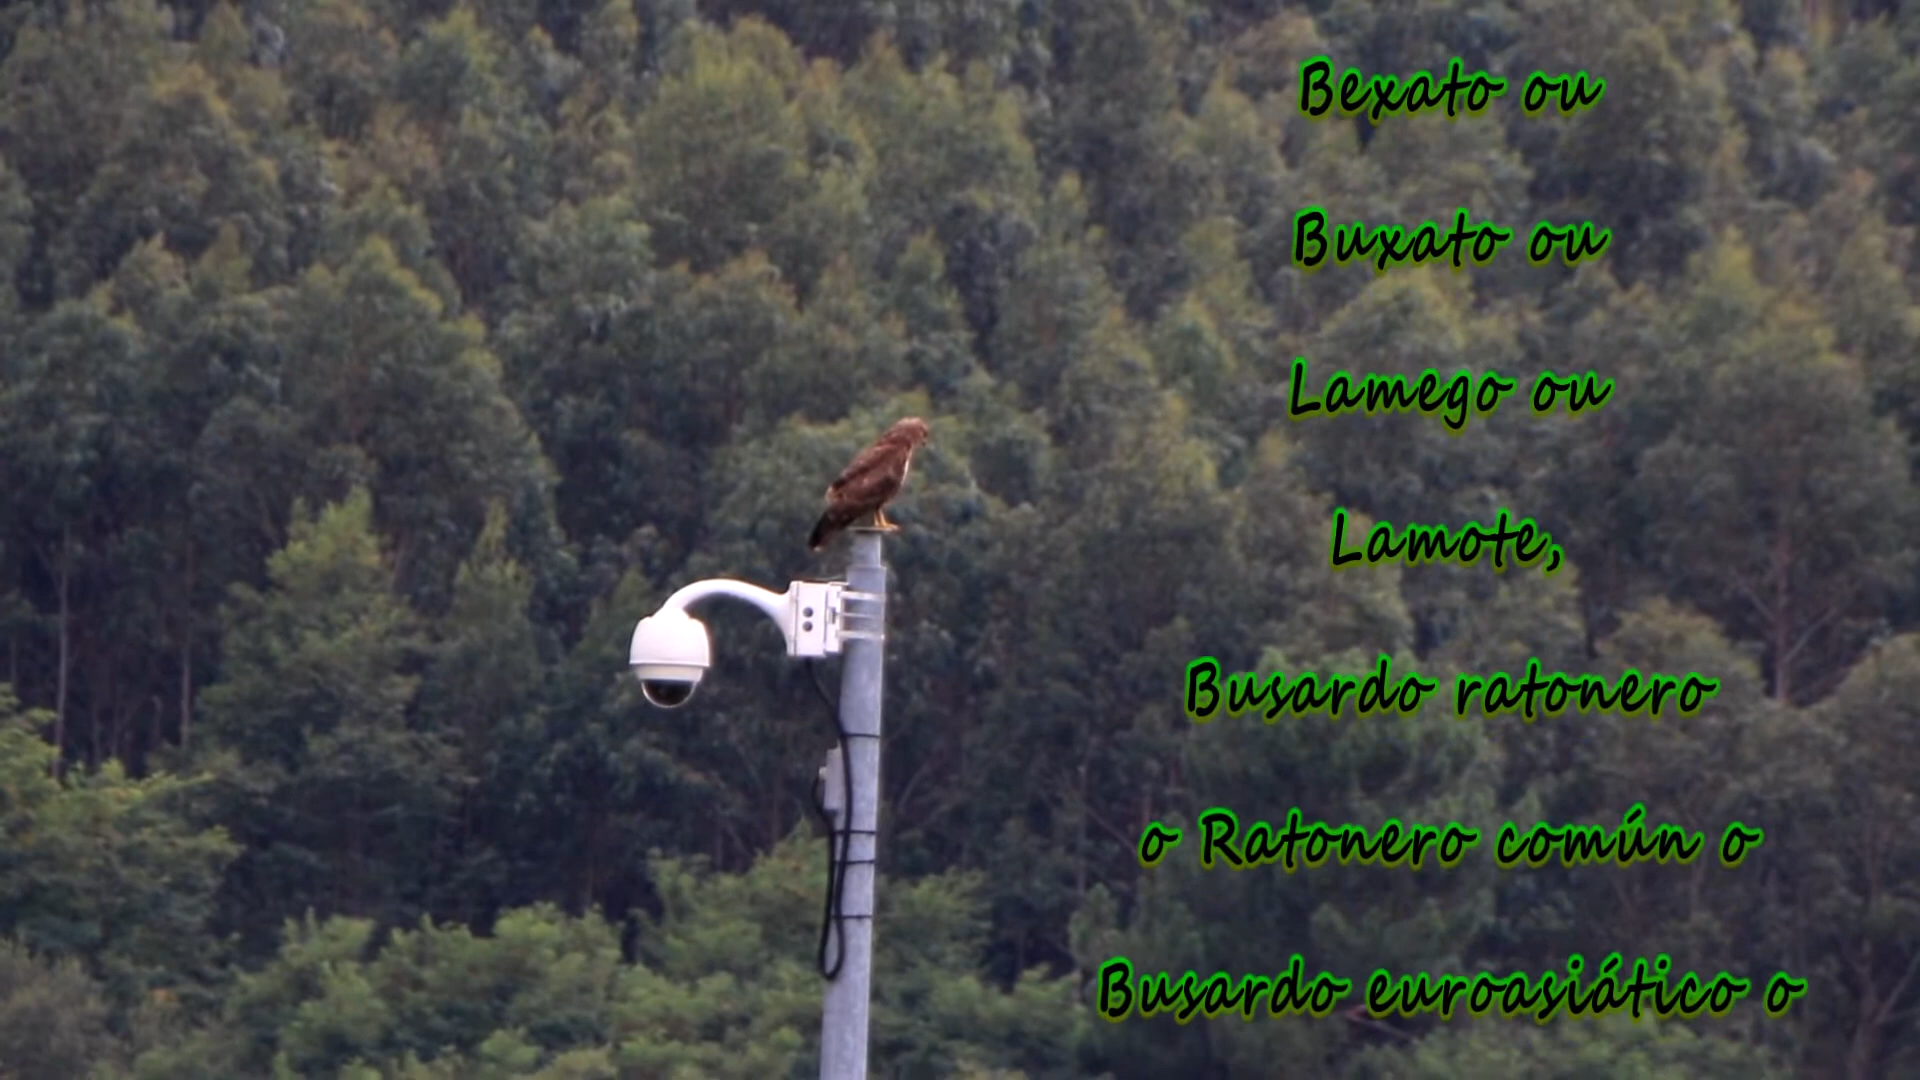 Bexato ou
Buxato ou
Lamego ou
Lamote,
Busardo ratonero
o Ratonero común o
Busardo euroasiático o